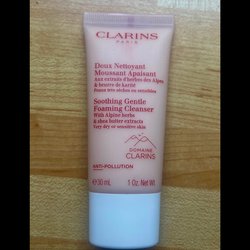 CLARINS
PARIS
Doux Nettoyant
Moussant Apaisant
Aux extraits d'herbes des Alpes
& beurre de karité
Peaux très sèches ou sensibles
Soothing Gentle
Foaming Cleanser
With Alpine herbs
& shea butter extracts
Very dry or sensitive skin
DOMAINE
CLARINS
ANTI-POLLUTION
℮ 30 mL 1 Oz. Net Wt.